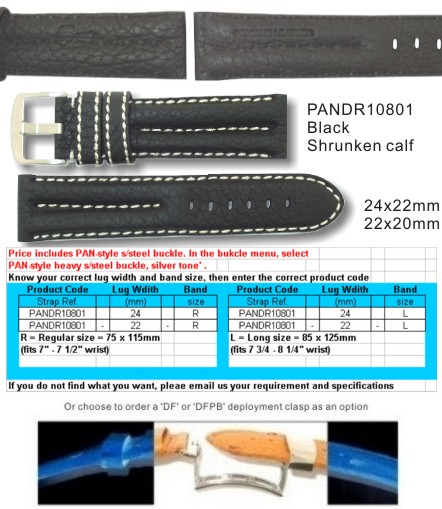 PANDR10801
Black
Shrunken calf
24x22mm
22x20mm
Price includes PAN-style s/steel buckle. In the bukcle menu, select
PAN-style heavy s/steel buckle, silver tone' .
Know your correct lug width and band size, then enter the correct product code
Product Code Lug Wdith Band Product Code Lug Wdith Band
Strap Ref. (mm) size Strap Ref. (mm) size
PANDR10801 24 R PANDR10801 24 L
PANDR10801 - 22 - R PANDR10801 - 22 - L
R = Regular size = 75 x 115mm L = Long size = 85 x 125mm
(fits 7" - 7 1/2" wrist) (fits 7 3/4 - 8 1/4" wrist)
If you do not find what you want, pleae email us your requirement and specifications
Or choose to order a 'DF' or 'DFPB' deployment clasp as an option